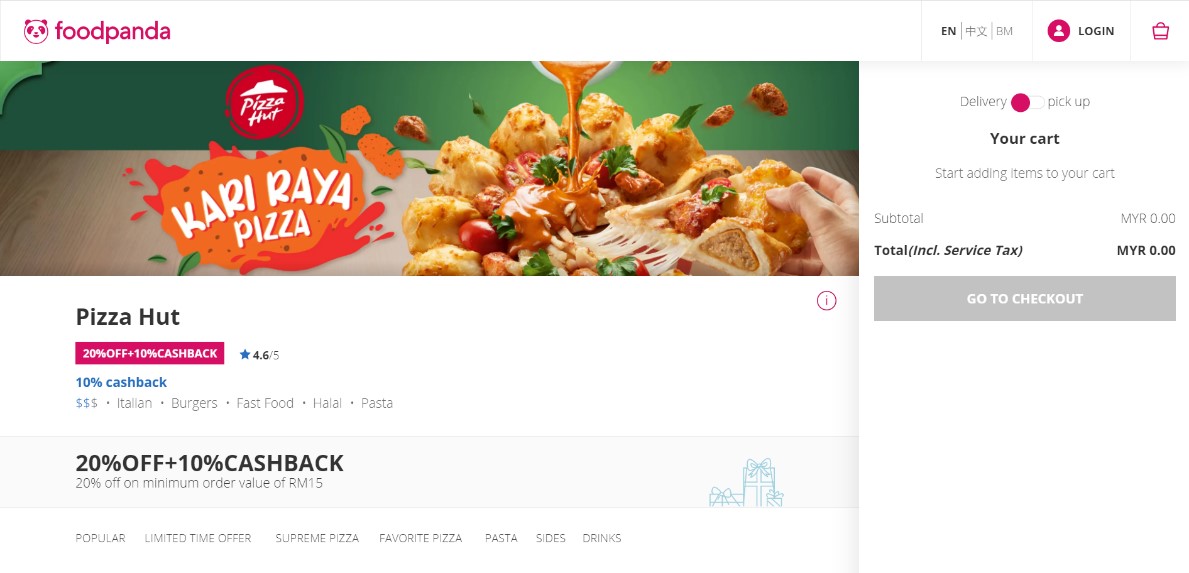 foodpanda
EN 中文 BM
LOGIN
Pizza
Hut
KARI RAYA
PIZZA
Delivery pick up
Your cart
Start adding items to your cart
Subtotal MYR 0.00
Total(Incl. Service Tax) MYR 0.00
GO TO CHECKOUT
Pizza Hut
20%OFF+10%CASHBACK 4.6/5
10% cashback
$$$ • Italian • Burgers • Fast Food • Halal • Pasta
20%OFF+10%CASHBACK
20% off on minimum order value of RM15
POPULAR LIMITED TIME OFFER SUPREME PIZZA FAVORITE PIZZA PASTA SIDES DRINKS